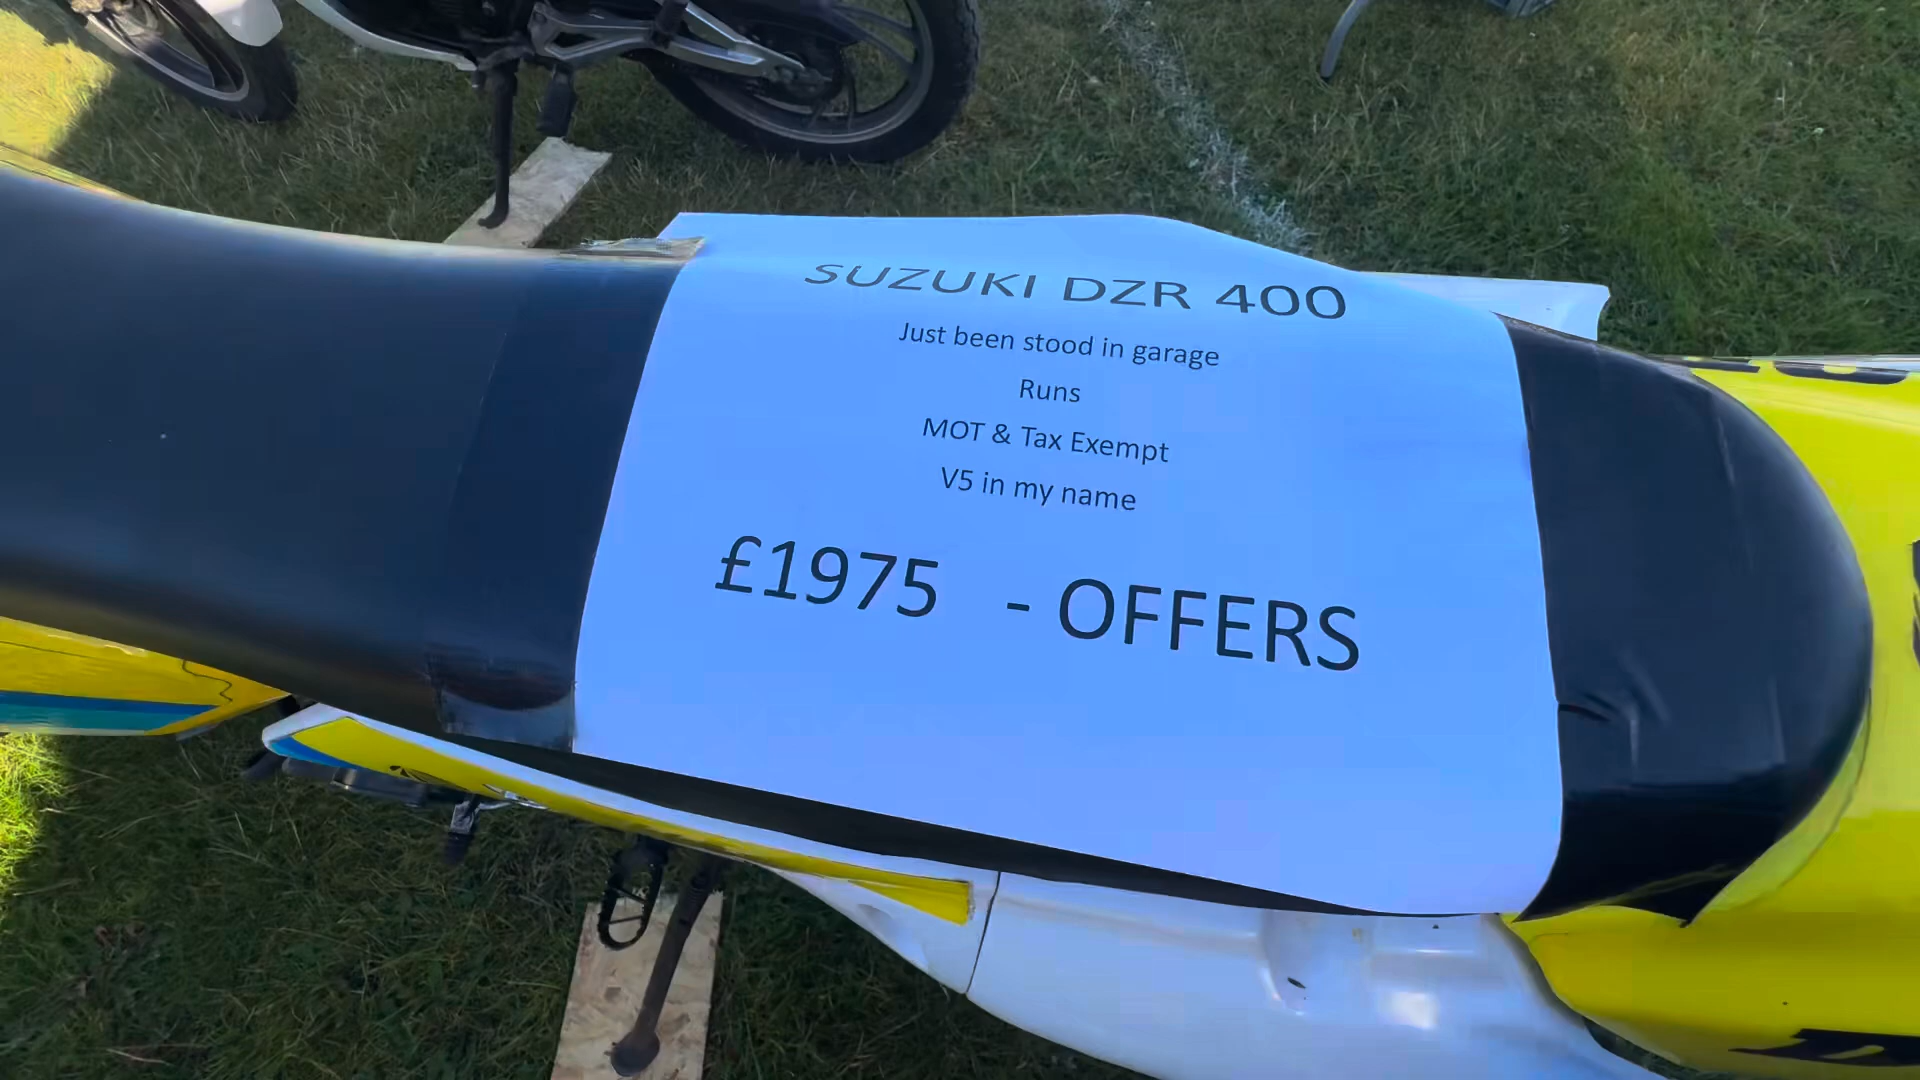 SUZUKI DZR 400
Just been stood in garage
Runs
MOT & Tax Exempt
V5 in my name
£1975 - OFFERS